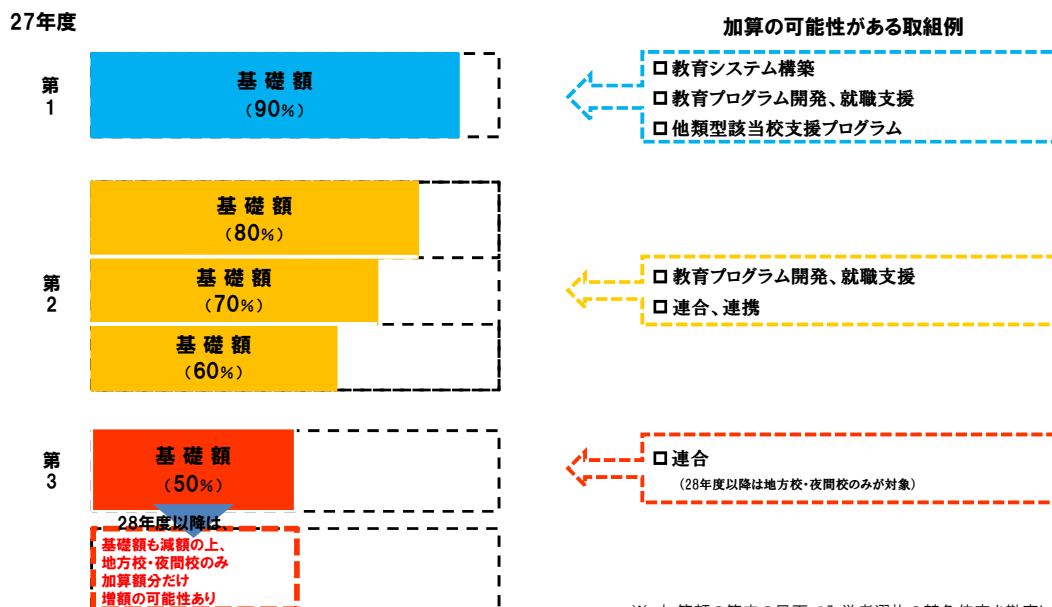 27年度
加算の可能性がある取組例
第1
基礎額
(90%)
□ 教育システム構築
□ 教育プログラム開発、就職支援
□ 他類型該当校支援プログラム
第2
基礎額
(80%)
基礎額
(70%)
基礎額
(60%)
□ 教育プログラム開発、就職支援
□ 連合、連携
第3
基礎額
(50%)
□ 連合
(28年度以降は地方校・夜間校のみが対象)
28年度以降は、
基礎額も減額の上、
地方校・夜間校のみ
加算額分だけ
増額の可能性あり